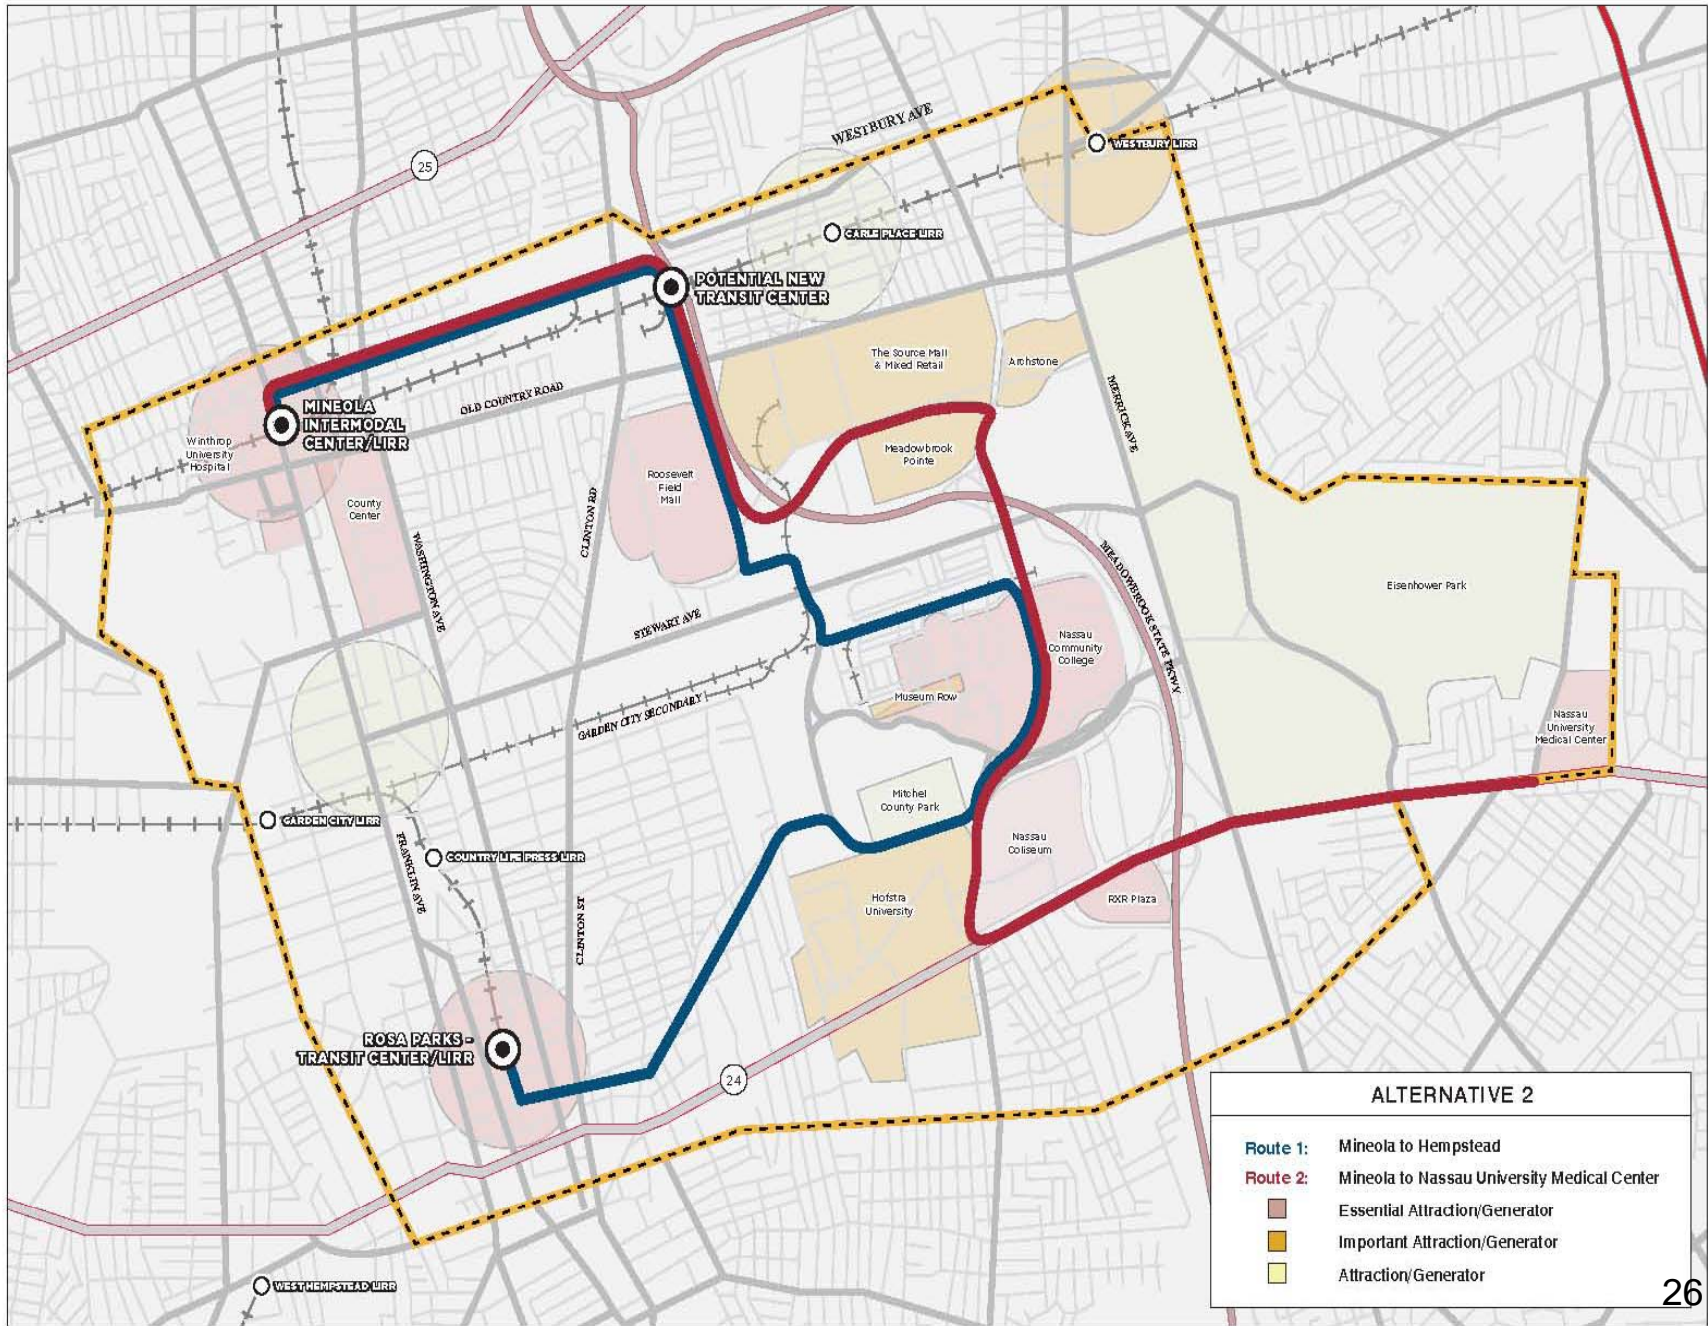 WESTBURY AVE
WESTBURY LIRR
25
CARLE PLACE LIRR
POTENTIAL NEW
TRANSIT CENTER
The Source Mall
& Mixed Retail
Archstone
OLD COUNTRY ROAD
MERRICK AVE
MINEOLA
INTERMODAL
CENTER/LIRR
Winthrop
University
Hospital
Meadowbrook
Pointe
Roosevelt
Field
Mall
County
Center
CLINTON RD
WASHINGTON AVE
MEADOWBROOK STATE PKWY
Eisenhower Park
STEWART AVE
Nassau
Community
College
Museum Row
GARDEN CITY SECONDARY
Nassau
University
Medical Center
Mitchel
County Park
GARDEN CITY LIRR
COUNTRY LIFE PRESS LIRR
FRANKLIN AVE
Nassau
Coliseum
Hofstra
University
RXR Plaza
CLINTON ST
ROSA PARKS -
TRANSIT CENTER/LIRR
24
WEST HEMPSTEAD LIRR
ALTERNATIVE 2
Route 1: Mineola to Hempstead
Route 2: Mineola to Nassau University Medical Center
Essential Attraction/Generator
Important Attraction/Generator
Attraction/Generator
26